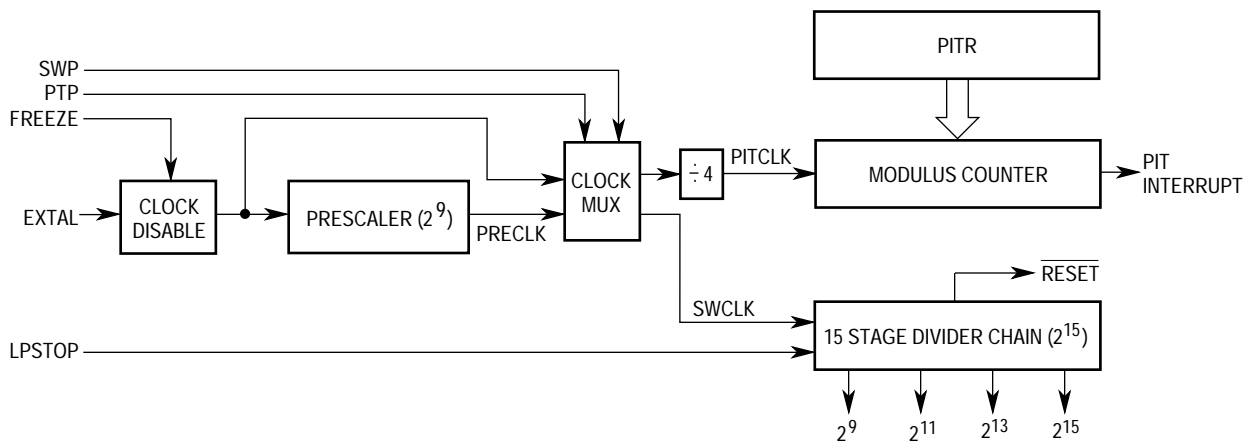 PITR
SWP
PTP
FREEZE
CLOCK
MUX
÷ 4
PITCLK
MODULUS COUNTER
PIT
INTERRUPT
EXTAL
CLOCK
DISABLE
PRESCALER (2⁹)
PRECLK
RESET
SWCLK
15 STAGE DIVIDER CHAIN (2¹⁵)
LPSTOP
2⁹ 2¹¹ 2¹³ 2¹⁵